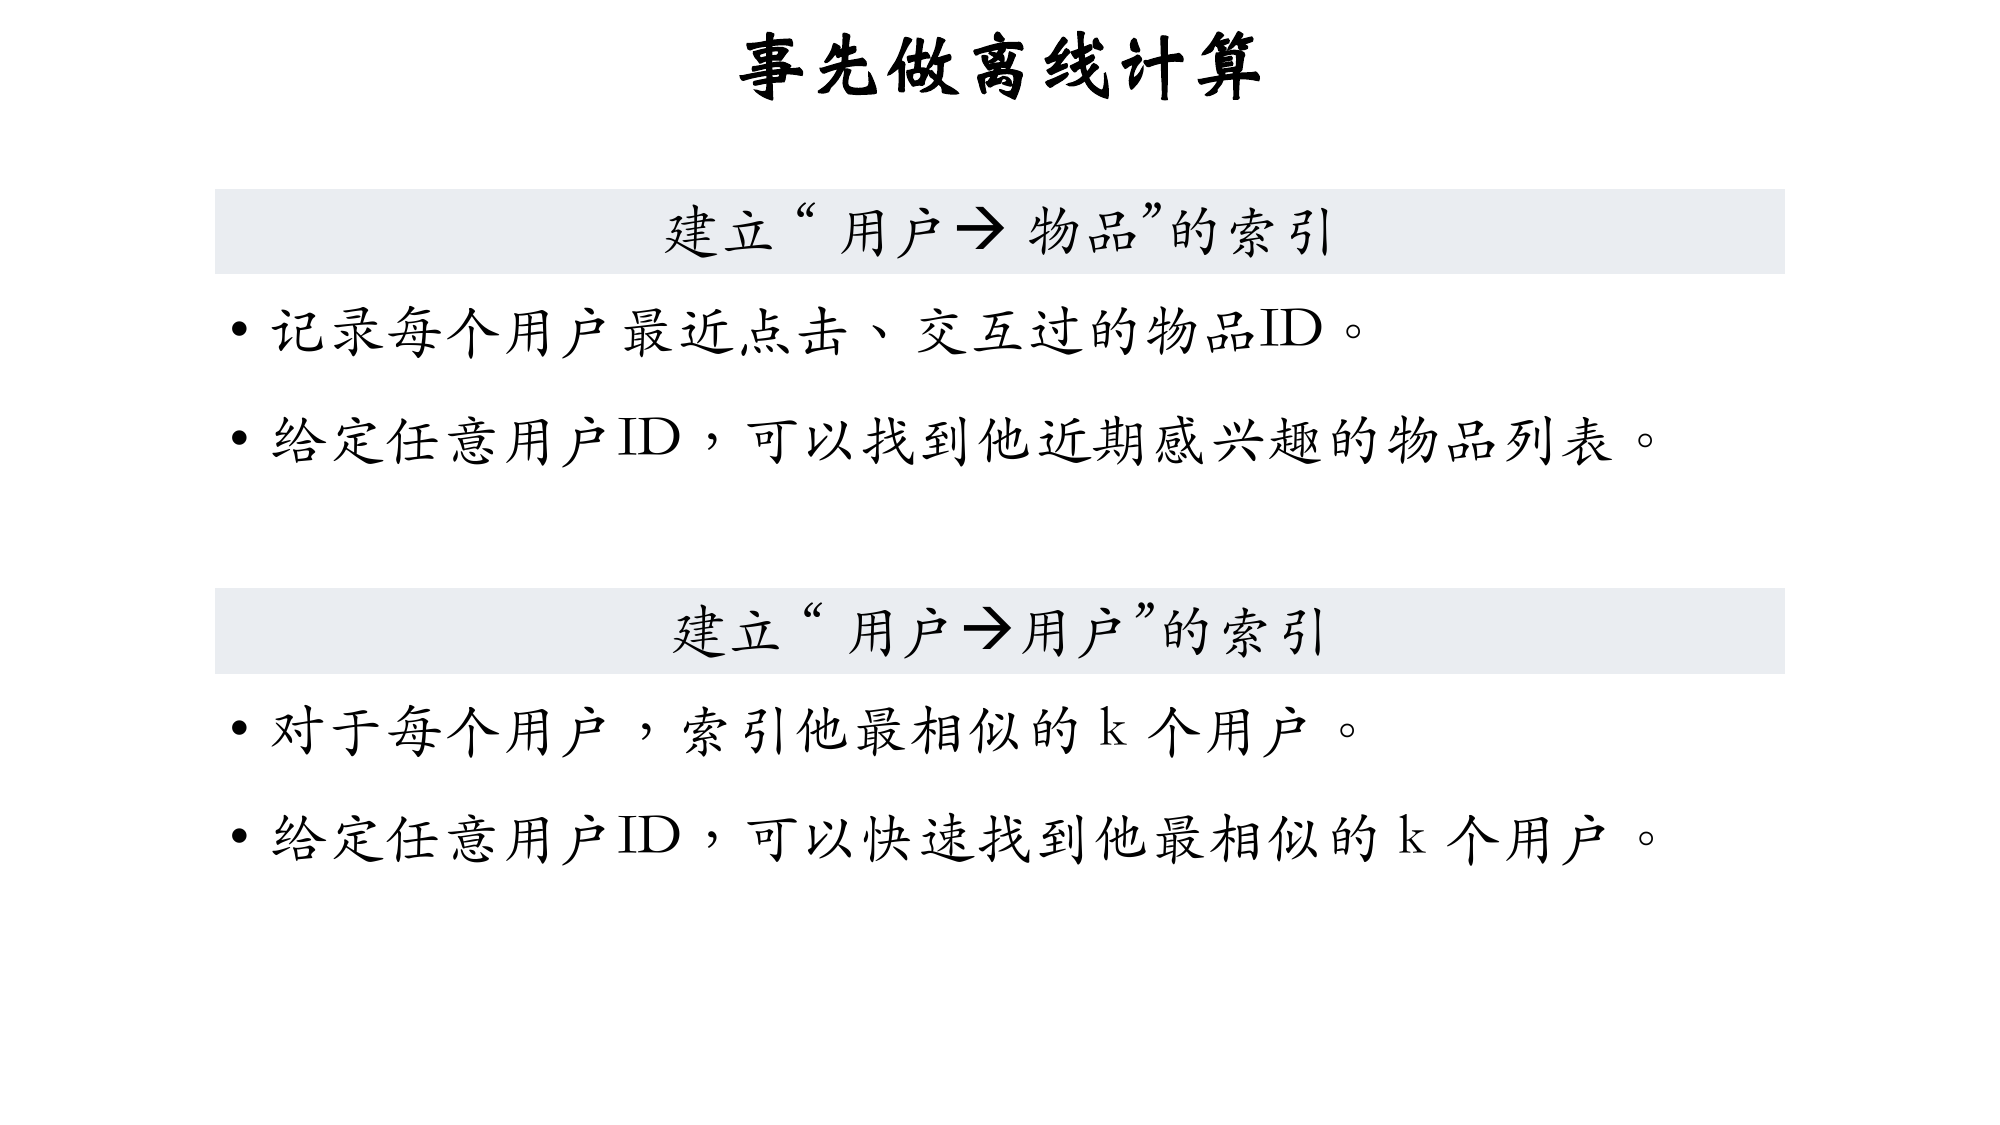 事先做离线计算
建立“用户→ 物品”的索引
• 记录每个用户最近点击、交互过的物品ID。
• 给定任意用户ID，可以找到他近期感兴趣的物品列表。
建立“用户→用户”的索引
• 对于每个用户，索引他最相似的 k 个用户。
• 给定任意用户ID，可以快速找到他最相似的 k 个用户。